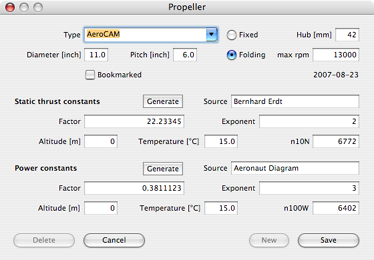 Propeller
Type AeroCAM Fixed Hub [mm] 42
Diameter [inch] 11.0 Pitch [inch] 6.0 Folding max rpm 13000
Bookmarked 2007-08-23
Static thrust constants Generate Source Bernhard Erdt
Factor 22.23345 Exponent 2
Altitude [m] 0 Temperature [°C] 15.0 n10N 6772
Power constants Generate Source Aeronaut Diagram
Factor 0.3811123 Exponent 3
Altitude [m] 0 Temperature [°C] 15.0 n100W 6402
Delete Cancel New Save